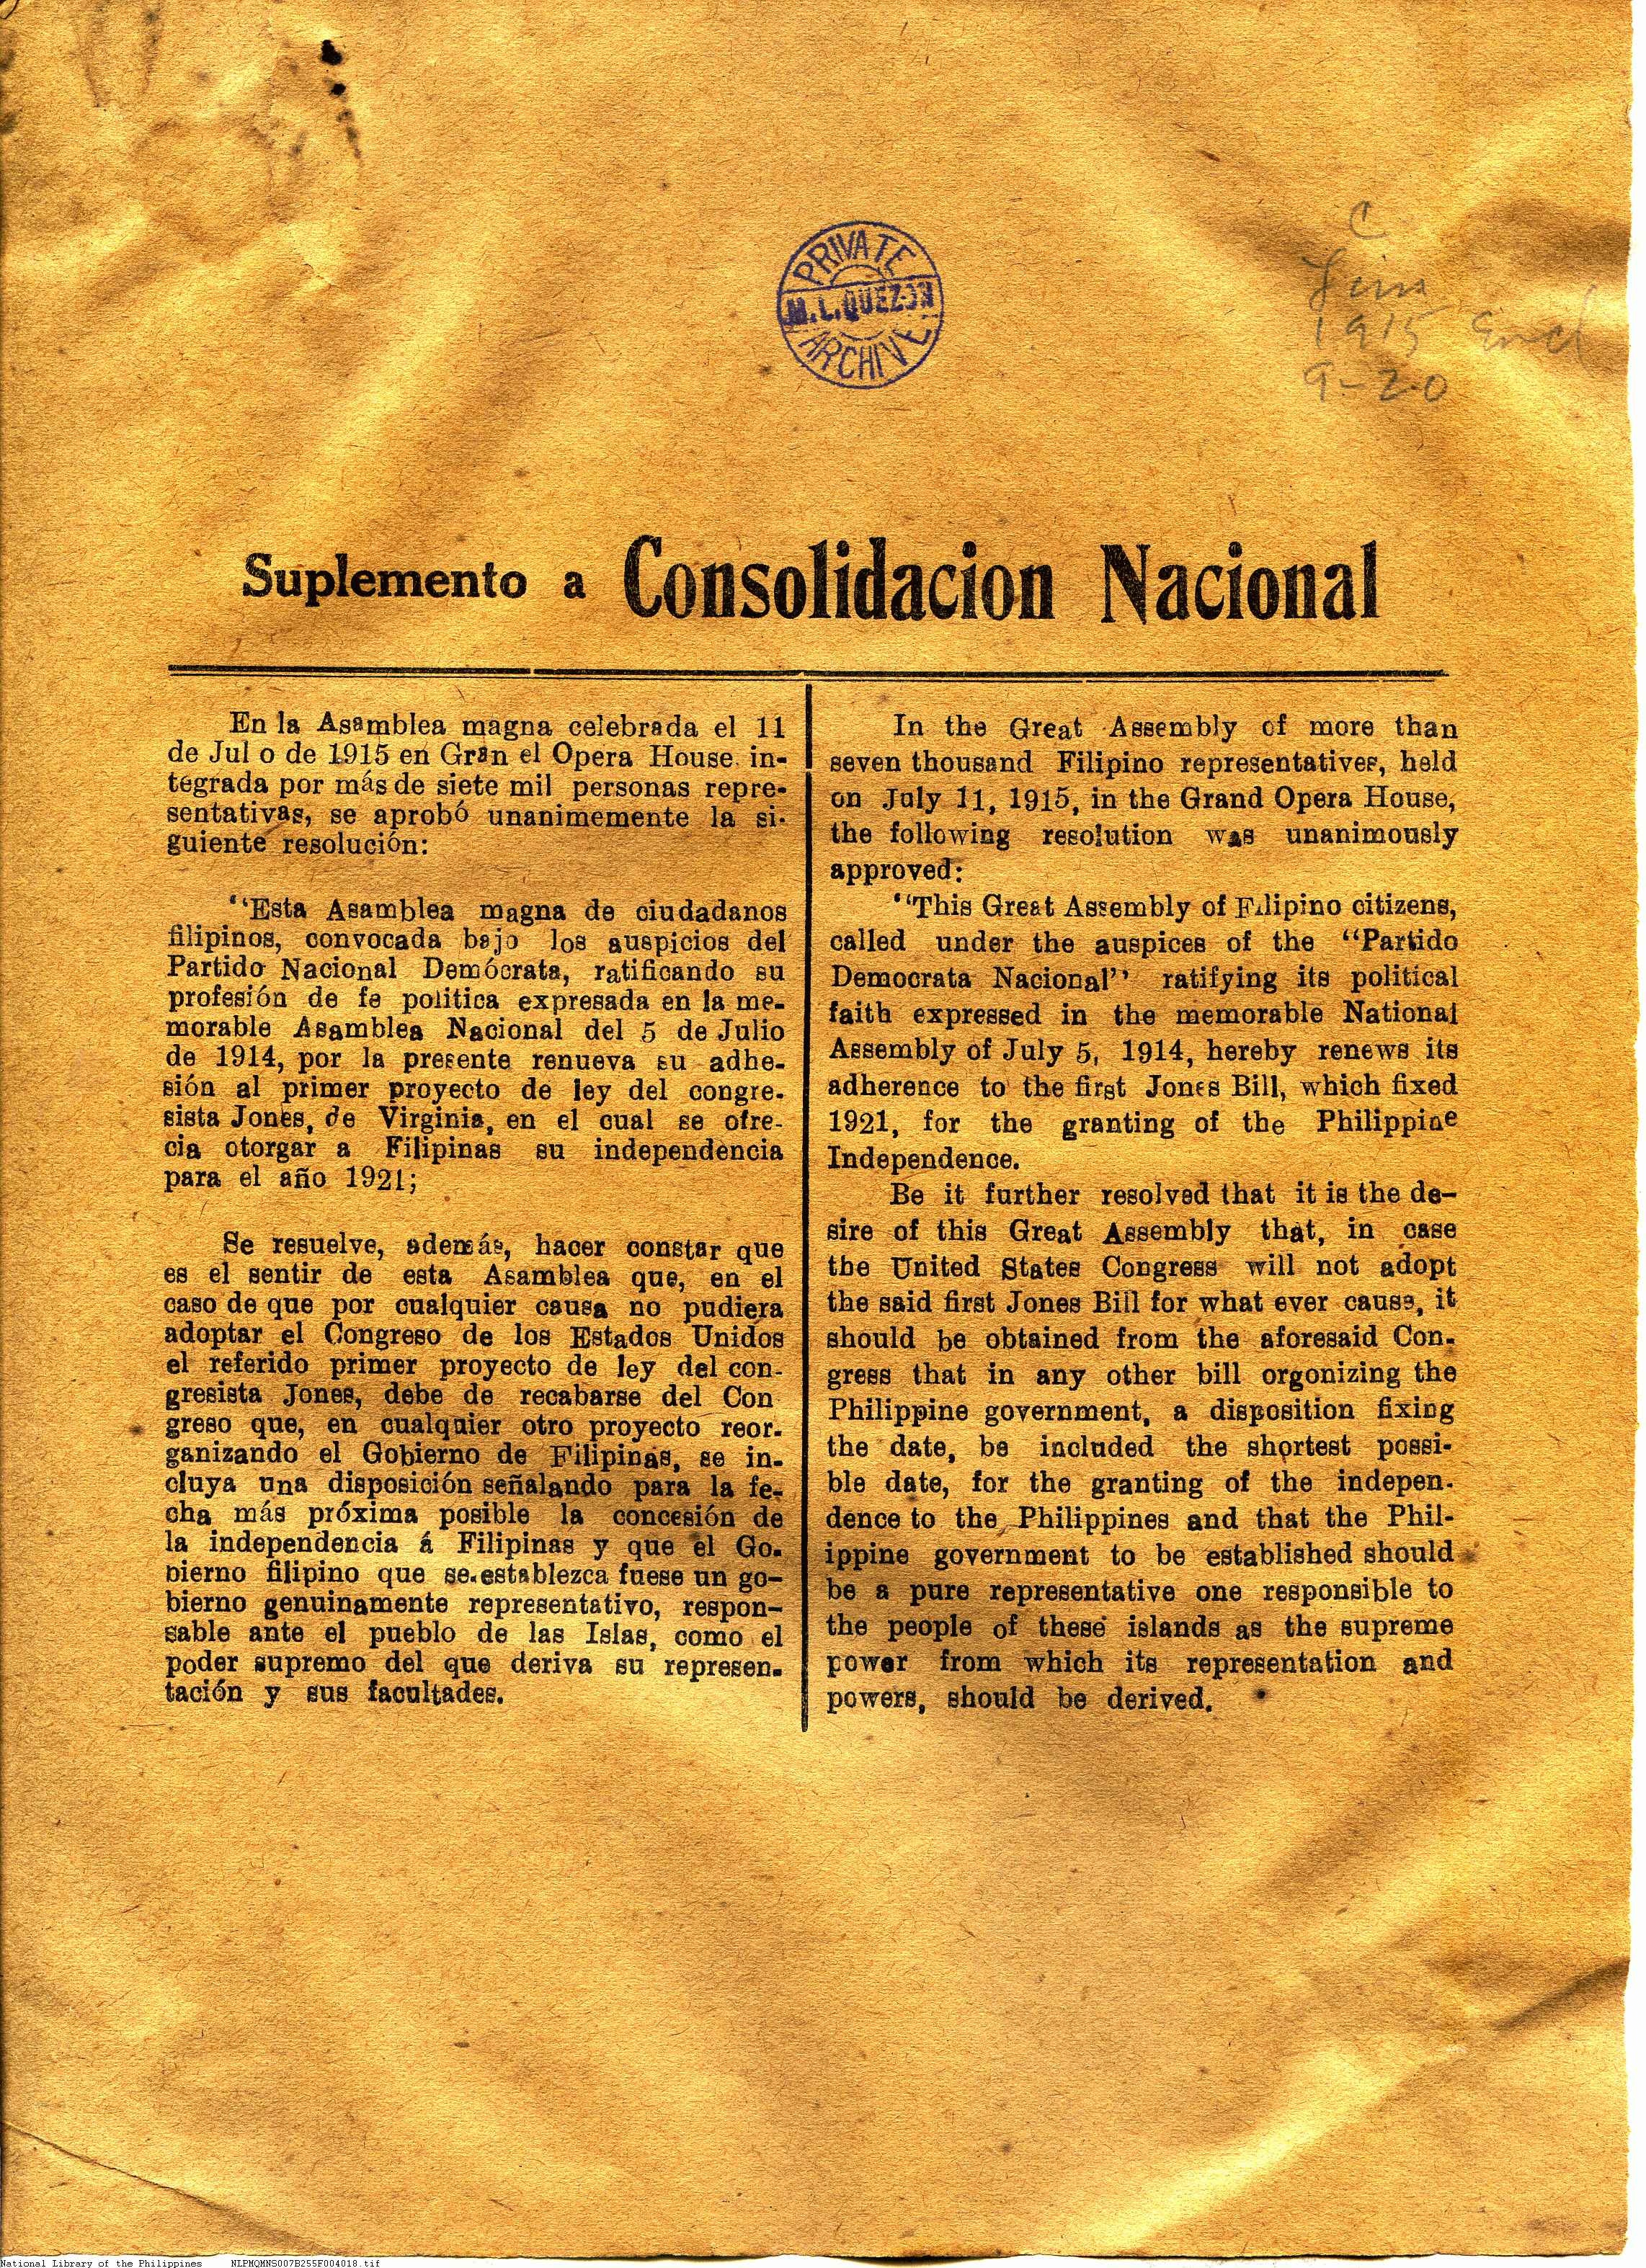 PRIVATE
M. L. QUEZON
ARCHIVE
C
1915 Encl
9-20
Suplemento a Consolidacion Nacional
En la Asamblea magna celebrada el 11
de Jul o de 1915 en Gran el Opera House in-
tegrada por más de siete mil personas repre-
sentativas, se aprobó unanimemente la si-
guiente resolución:
"Esta Asamblea magna de ciudadanos
filipinos, convocada bajo los auspicios del
Partido Nacional Demócrata, ratificando su
profesión de fe politica expresada en la me-
morable Asamblea Nacional del 5 de Julio
de 1914, por la presente renueva su adhe-
sión al primer proyecto de ley del congre-
sista Jones, de Virginia, en el cual se ofre-
cia otorgar a Filipinas su independencia
para el año 1921;
Se resuelve, además, hacer constar que
es el sentir de esta Asamblea que, en el
caso de que por cualquier causa no pudiera
adoptar el Congreso de los Estados Unidos
el referido primer proyecto de ley del con-
gresista Jones, debe de recabarse del Con
greso que, en cualquier otro proyecto reor-
ganizando el Gobierno de Filipinas, se in-
cluya una disposición señalando para la fe-
cha más próxima posible la concesión de
la independencia á Filipinas y que el Go-
bierno filipino que se establezca fuese un go-
bierno genuinamente representativo, respon-
sable ante el pueblo de las Islas, como el
poder supremo del que deriva su represen-
tación y sus facultades.
In the Great Assembly of more than
seven thousand Filipino representatives, held
on July 11, 1915, in the Grand Opera House,
the following resolution was unanimously
approved:
"This Great Assembly of Filipino citizens,
called under the auspices of the "Partido
Democrata Nacional" ratifying its political
faith expressed in the memorable National
Assembly of July 5, 1914, hereby renews its
adherence to the first Jones Bill, which fixed
1921, for the granting of the Philippine
Independence.
Be it further resolved that it is the de-
sire of this Great Assembly that, in case
the United States Congress will not adopt
the said first Jones Bill for what ever cause, it
should be obtained from the aforesaid Con-
gress that in any other bill orgonizing the
Philippine government, a disposition fixing
the date, be included the shortest possi-
ble date, for the granting of the indepen-
dence to the Philippines and that the Phil-
ippine government to be established should
be a pure representative one responsible to
the people of these islands as the supreme
power from which its representation and
powers, should be derived.
National Library of the Philippines NLPMQMNS007B255F004018.tif